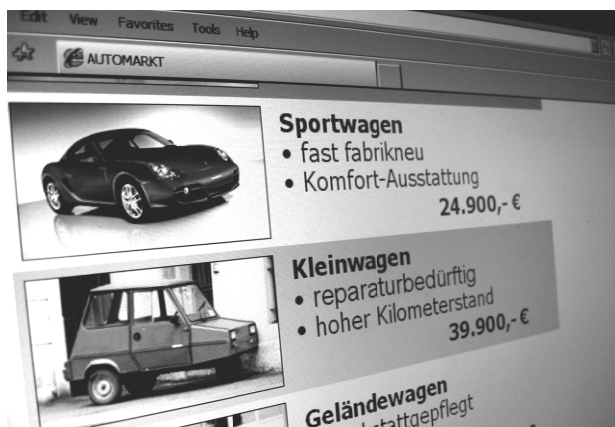 Edit View Favorites Tools Help
AUTOMARKT
Sportwagen
• fast fabrikneu
• Komfort-Ausstattung
24.900,- €
Kleinwagen
• reparaturbedürftig
• hoher Kilometerstand
39.900,- €
Geländewagen